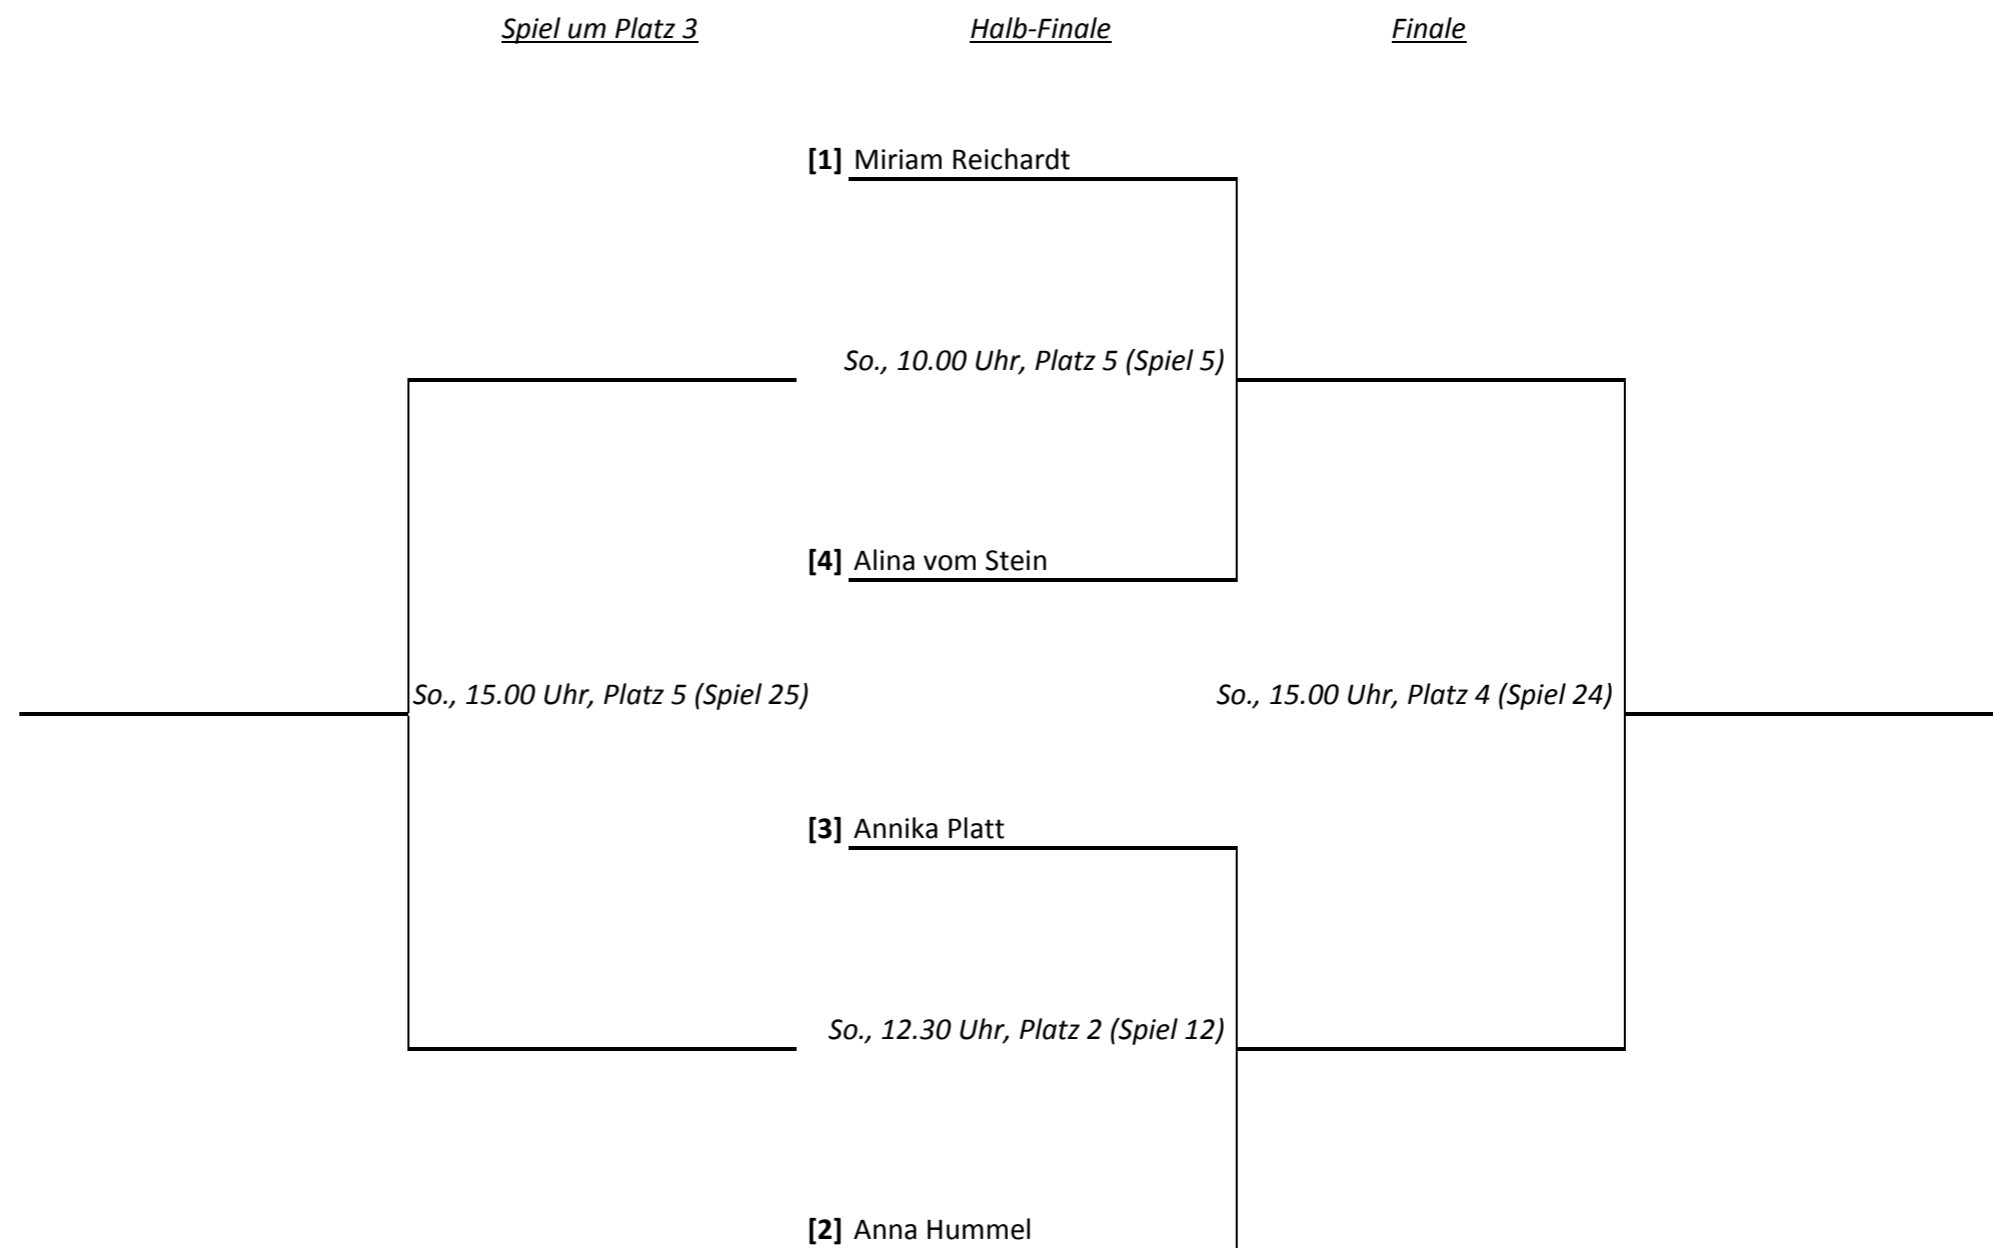 Spiel um Platz 3 Halb-Finale Finale
[1] Miriam Reichardt
So., 10.00 Uhr, Platz 5 (Spiel 5)
[4] Alina vom Stein
So., 15.00 Uhr, Platz 5 (Spiel 25) So., 15.00 Uhr, Platz 4 (Spiel 24)
[3] Annika Platt
So., 12.30 Uhr, Platz 2 (Spiel 12)
[2] Anna Hummel